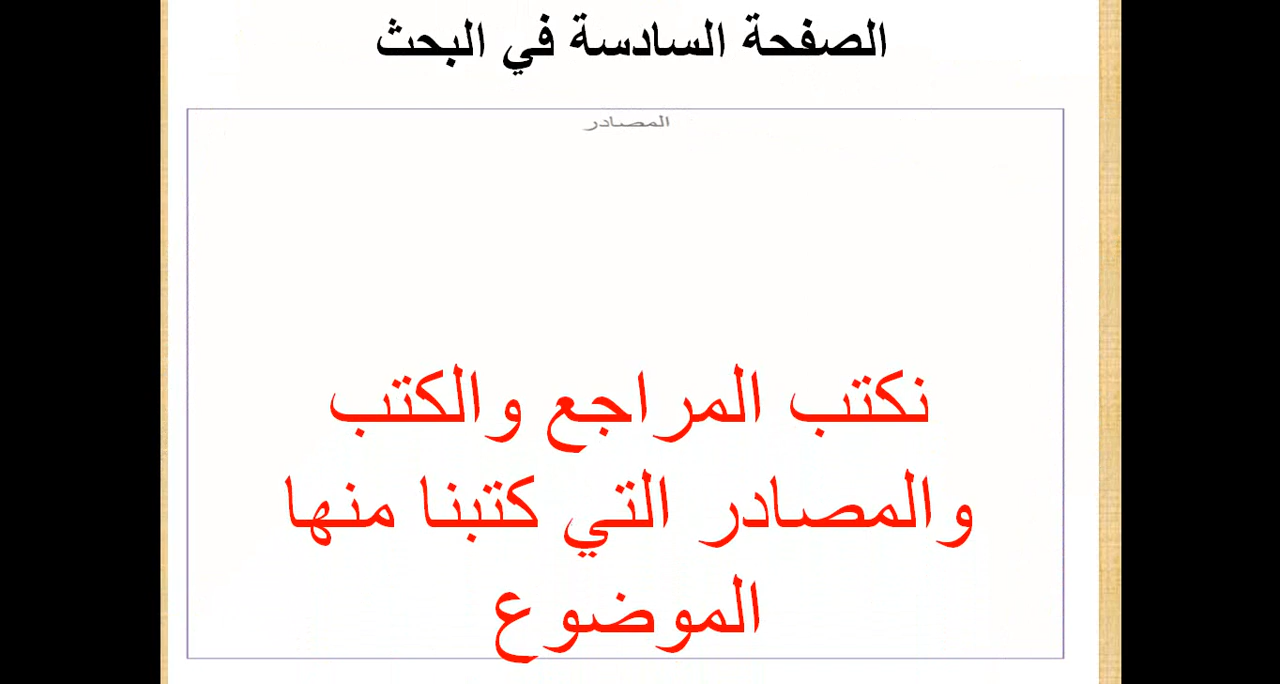 الصفحة السادسة في البحث
المصادر
نكتب المراجع والكتب
والمصادر التي كتبنا منها
الموضوع